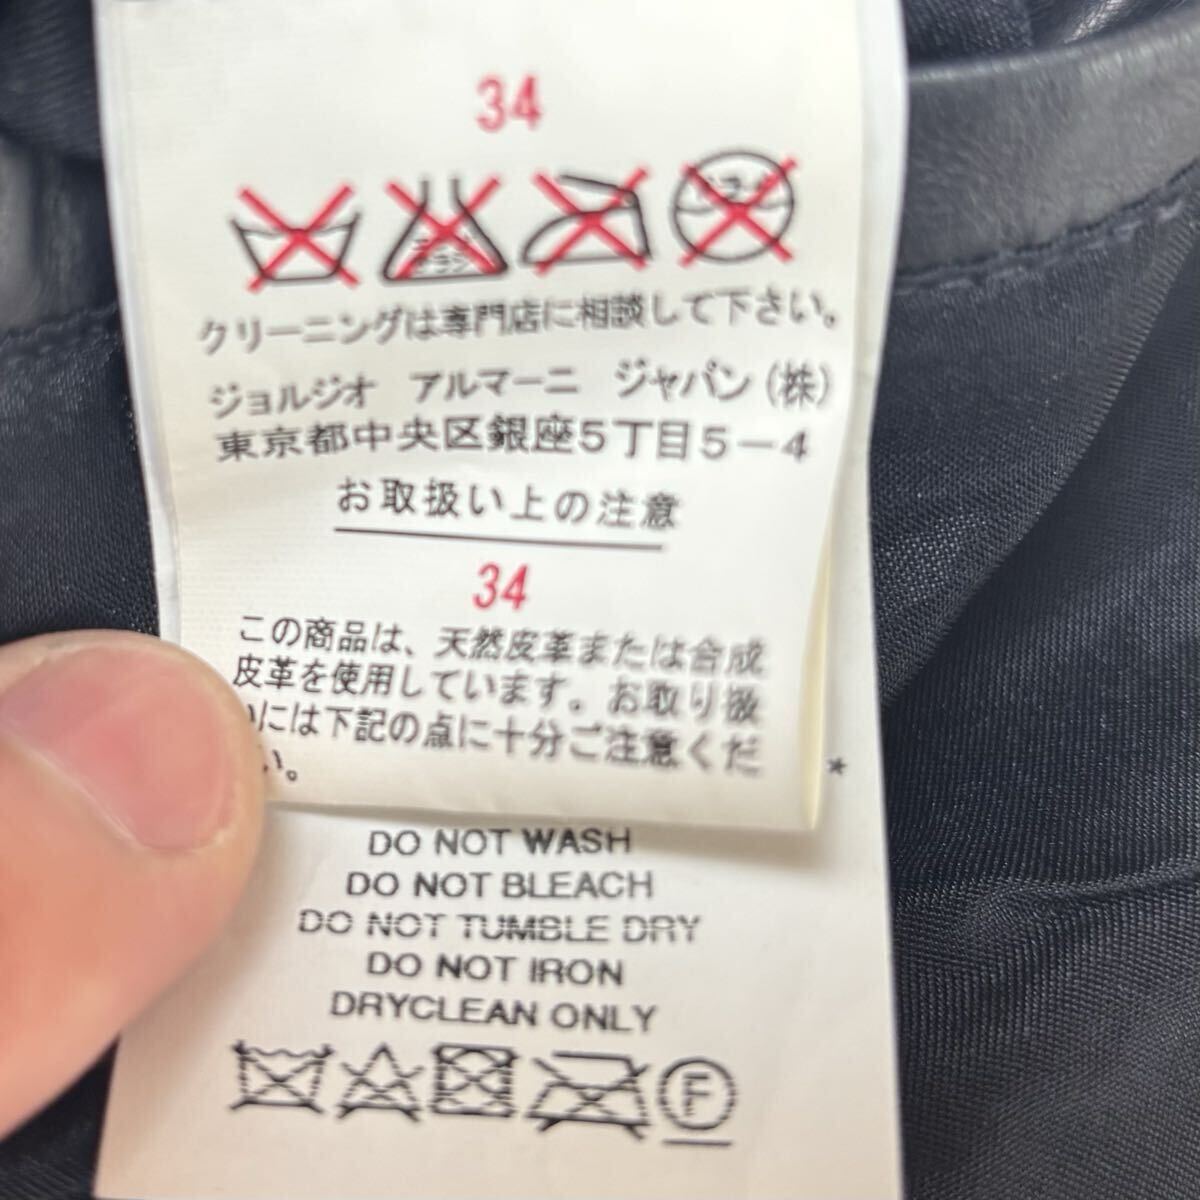 34
クリーニングは専門店に相談して下さい。
ジョルジオ アルマーニ ジャパン(株)
東京都中央区銀座5丁目5-4
お取扱い上の注意
34
この商品は、天然皮革または合成
皮革を使用しています。お取り扱
いには下記の点に十分ご注意くだ
い。
*
DO NOT WASH
DO NOT BLEACH
DO NOT TUMBLE DRY
DO NOT IRON
DRYCLEAN ONLY
F